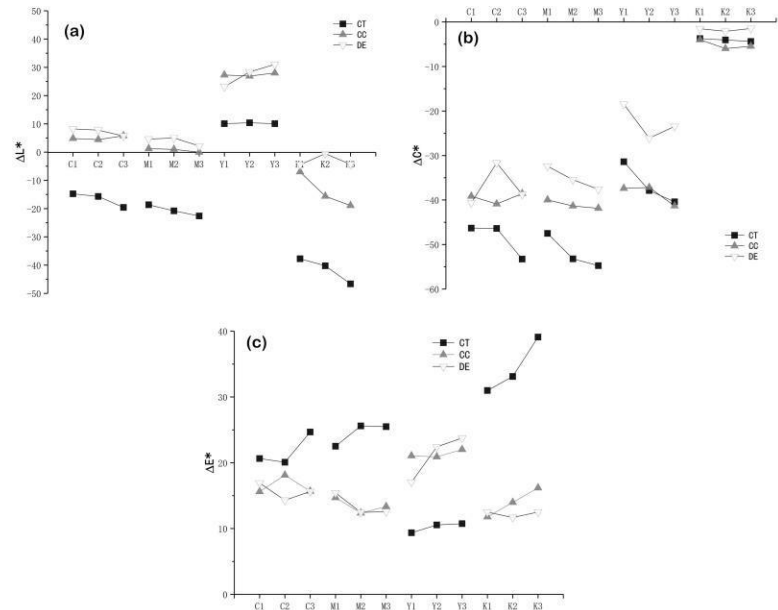 (a)
CT
CC
DE
50
40
30
20
10
0
-10
-20
-30
-40
-50
ΔL*
C1 C2 C3 M1 M2 M3 Y1 Y2 Y3 K1 K2 K3
C1 C2 C3 M1 M2 M3 Y1 Y2 Y3 K1 K2 K3
(b)
0
-10
-20
-30
-40
-50
-60
ΔC*
CT
CC
DE
(c)
CT
CC
DE
40
30
20
10
0
ΔE*
C1 C2 C3 M1 M2 M3 Y1 Y2 Y3 K1 K2 K3